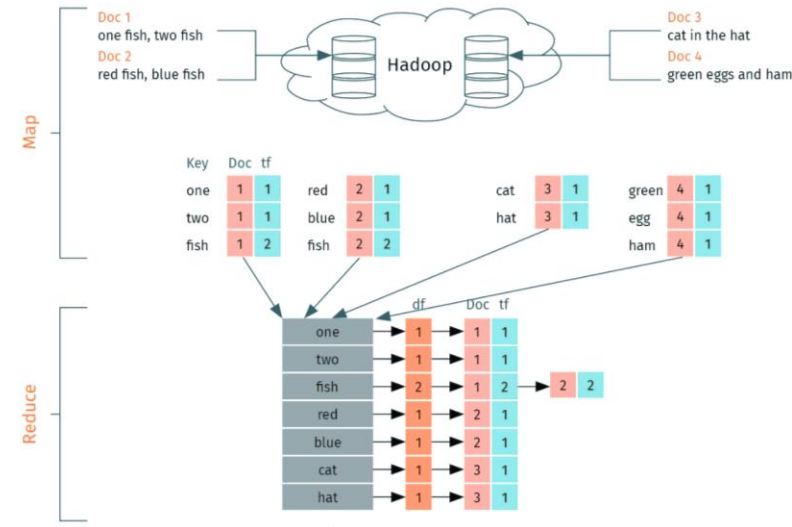 Doc 1
one fish, two fish
Doc 2
red fish, blue fish
Hadoop
Doc 3
cat in the hat
Doc 4
green eggs and ham
Map
Key Doc tf
one 1 1
two 1 1
fish 1 2
red 2 1
blue 2 1
fish 2 2
cat 3 1
hat 3 1
green 4 1
egg 4 1
ham 4 1
Reduce
df Doc tf
one 1 1 1
two 1 1 1
fish 2 1 2 2 2
red 1 2 1
blue 1 2 1
cat 1 3 1
hat 1 3 1